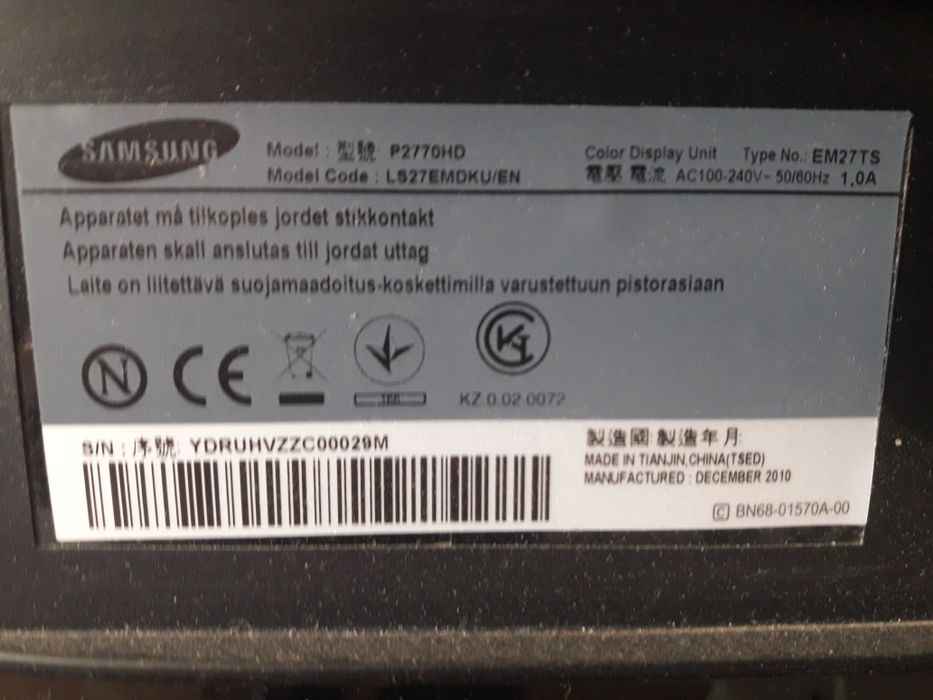 SAMSUNG
Model : 型號 P2770HD
Model Code : LS27EMDKU/EN
Color Display Unit Type No.: EM27TS
電壓 電流 AC100-240V~ 50/60Hz 1.0A
Apparatet må tilkoples jordet stikkontakt
Apparaten skall anslutas till jordat uttag
Laite on liitettävä suojamaadoitus-koskettimilla varustettuun pistorasiaan
N CE
KZ.0.02.0072
S/N : 序號: YDRUHVZZC00029M
製造國 製造年月:
MADE IN TIANJIN,CHINA(TSED)
MANUFACTURED : DECEMBER 2010
C BN68-01570A-00